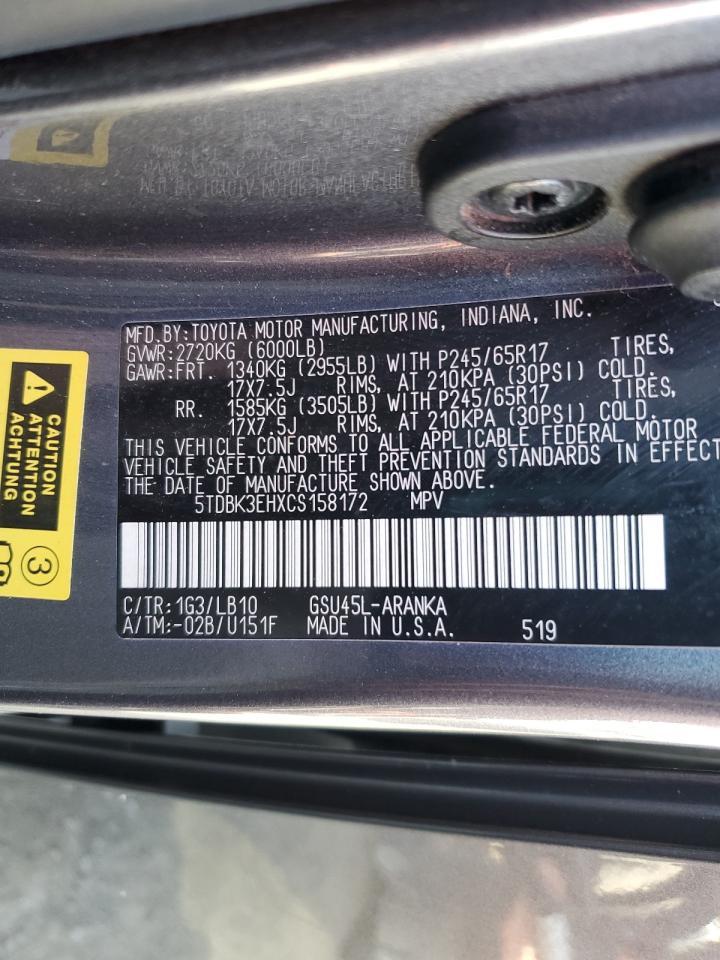 MFD.BY:TOYOTA MOTOR MANUFACTURING, INDIANA, INC.
GVWR:2720KG (6000LB)
GAWR:FRT. 1340KG (2955LB) WITH P245/65R17 TIRES,
17X7.5J RIMS, AT 210KPA (30PSI) COLD.
RR. 1585KG (3505LB) WITH P245/65R17 TIRES,
17X7.5J RIMS, AT 210KPA (30PSI) COLD.
THIS VEHICLE CONFORMS TO ALL APPLICABLE FEDERAL MOTOR
VEHICLE SAFETY AND THEFT PREVENTION STANDARDS IN EFFECT
THE DATE OF MANUFACTURE SHOWN ABOVE.
5TDBK3EHXCS158172 MPV
C/TR:1G3/LB10 GSU45L-ARANKA
A/TM:-02B/U151F MADE IN U.S.A. 519
CAUTION
ATTENTION
ACHTUNG
3